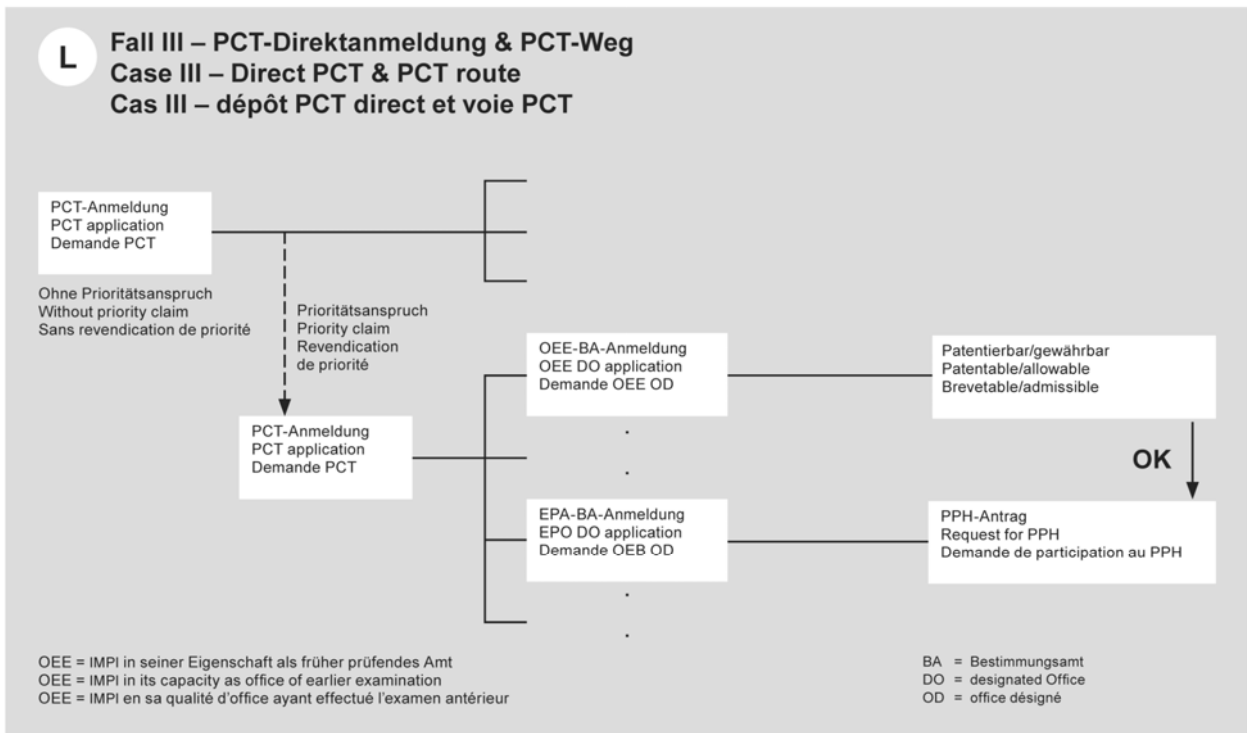 L
Fall III – PCT-Direktanmeldung & PCT-Weg
Case III – Direct PCT & PCT route
Cas III – dépôt PCT direct et voie PCT
PCT-Anmeldung
PCT application
Demande PCT
Ohne Prioritätsanspruch
Without priority claim
Sans revendication de priorité
Prioritätsanspruch
Priority claim
Revendication
de priorité
PCT-Anmeldung
PCT application
Demande PCT
OEE-BA-Anmeldung
OEE DO application
Demande OEE OD
Patentierbar/gewährbar
Patentable/allowable
Brevetable/admissible
OK
EPA-BA-Anmeldung
EPO DO application
Demande OEB OD
PPH-Antrag
Request for PPH
Demande de participation au PPH
OEE = IMPI in seiner Eigenschaft als früher prüfendes Amt
OEE = IMPI in its capacity as office of earlier examination
OEE = IMPI en sa qualité d'office ayant effectué l'examen antérieur
BA = Bestimmungsamt
DO = designated Office
OD = office désigné